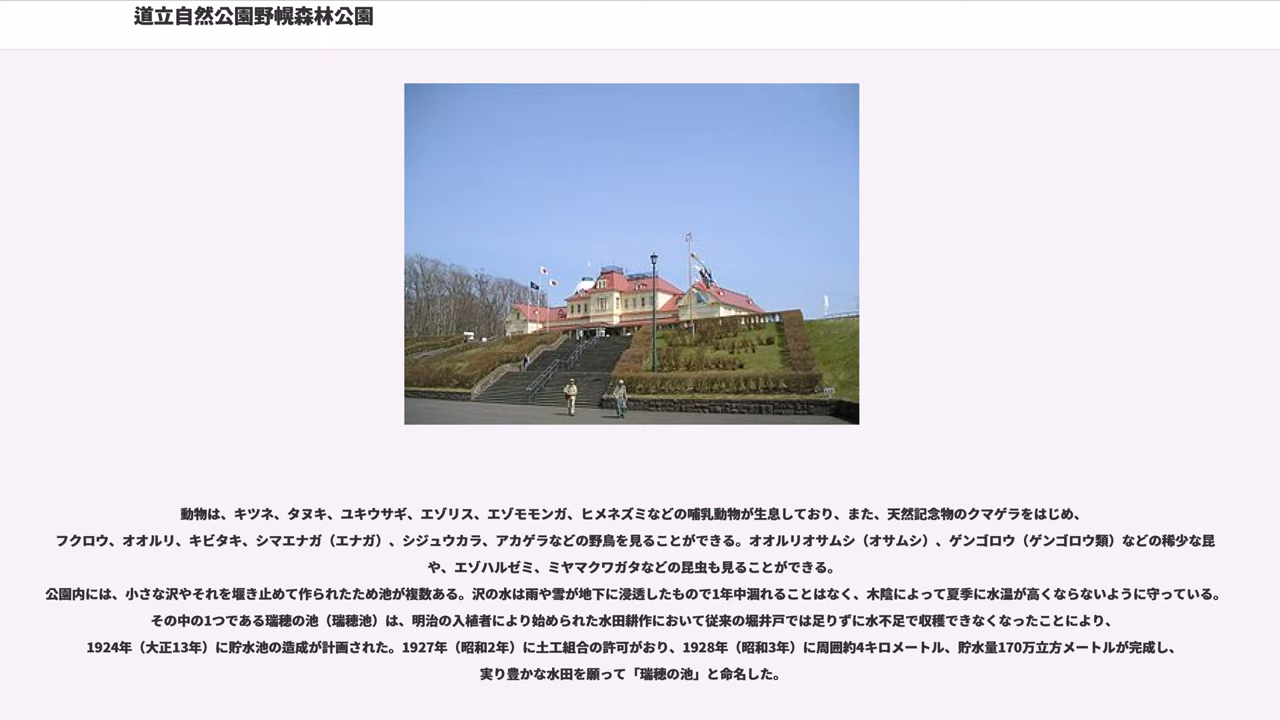 道立自然公園野幌森林公園
動物は、キツネ、タヌキ、ユキウサギ、エゾリス、エゾモモンガ、ヒメネズミなどの哺乳動物が生息しており、また、天然記念物のクマゲラをはじめ、
フクロウ、オオルリ、キビタキ、シマエナガ（エナガ）、シジュウカラ、アカゲラなどの野鳥を見ることができる。オオルリオサムシ（オサムシ）、ゲンゴロウ（ゲンゴロウ類）などの稀少な昆
や、エゾハルゼミ、ミヤマクワガタなどの昆虫も見ることができる。
公園内には、小さな沢やそれを堰き止めて作られたため池が複数ある。沢の水は雨や雪が地下に浸透したもので1年中涸れることはなく、木陰によって夏季に水温が高くならないように守っている。
その中の1つである瑞穂の池（瑞穂池）は、明治の入植者により始められた水田耕作において従来の堀井戸では足りずに水不足で収穫できなくなったことにより、
1924年（大正13年）に貯水池の造成が計画された。1927年（昭和2年）に土工組合の許可がおり、1928年（昭和3年）に周囲約4キロメートル、貯水量170万立方メートルが完成し、
実り豊かな水田を願って「瑞穂の池」と命名した。